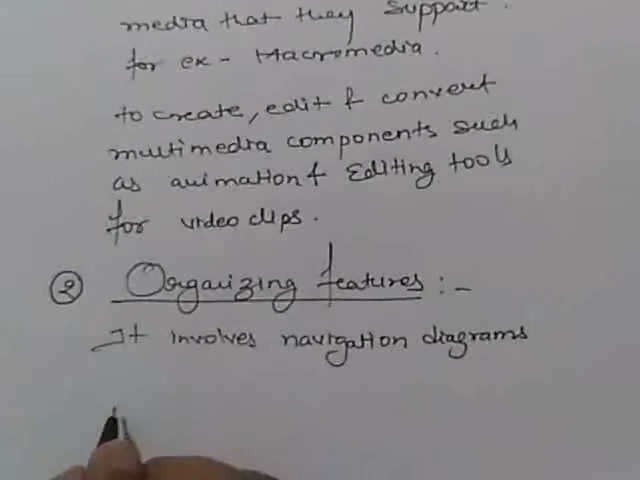 media that they support.
for ex - Macromedia.
to create, edit & convert
multimedia components such
as animation & Editing tools
for video clips.
② Organizing features :-
It involves navigation diagrams